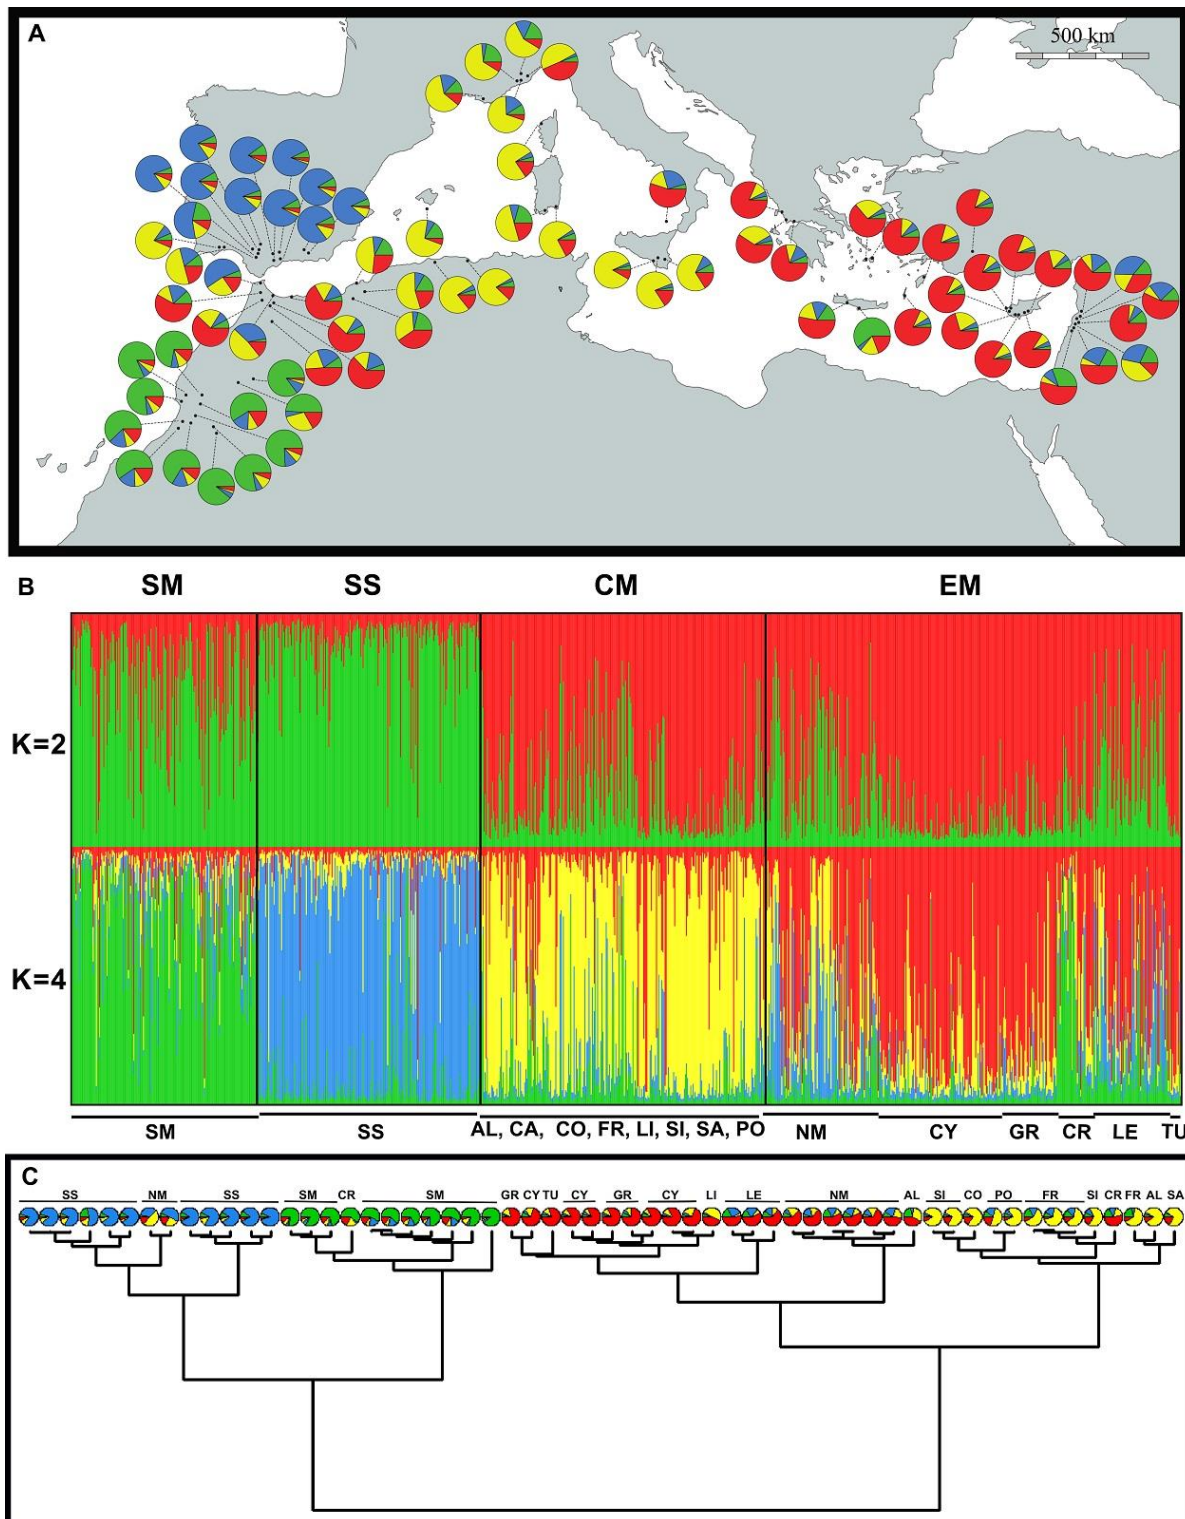 A
500 km
B
SM SS CM EM
K=2
K=4
SM SS AL, CA, CO, FR, LI, SI, SA, PO NM CY GR CR LE TU
C
SS NM SS SM CR SM GR CY TU CY GR CY LI LE NM AL SI CO PO FR SI CR FR AL SA